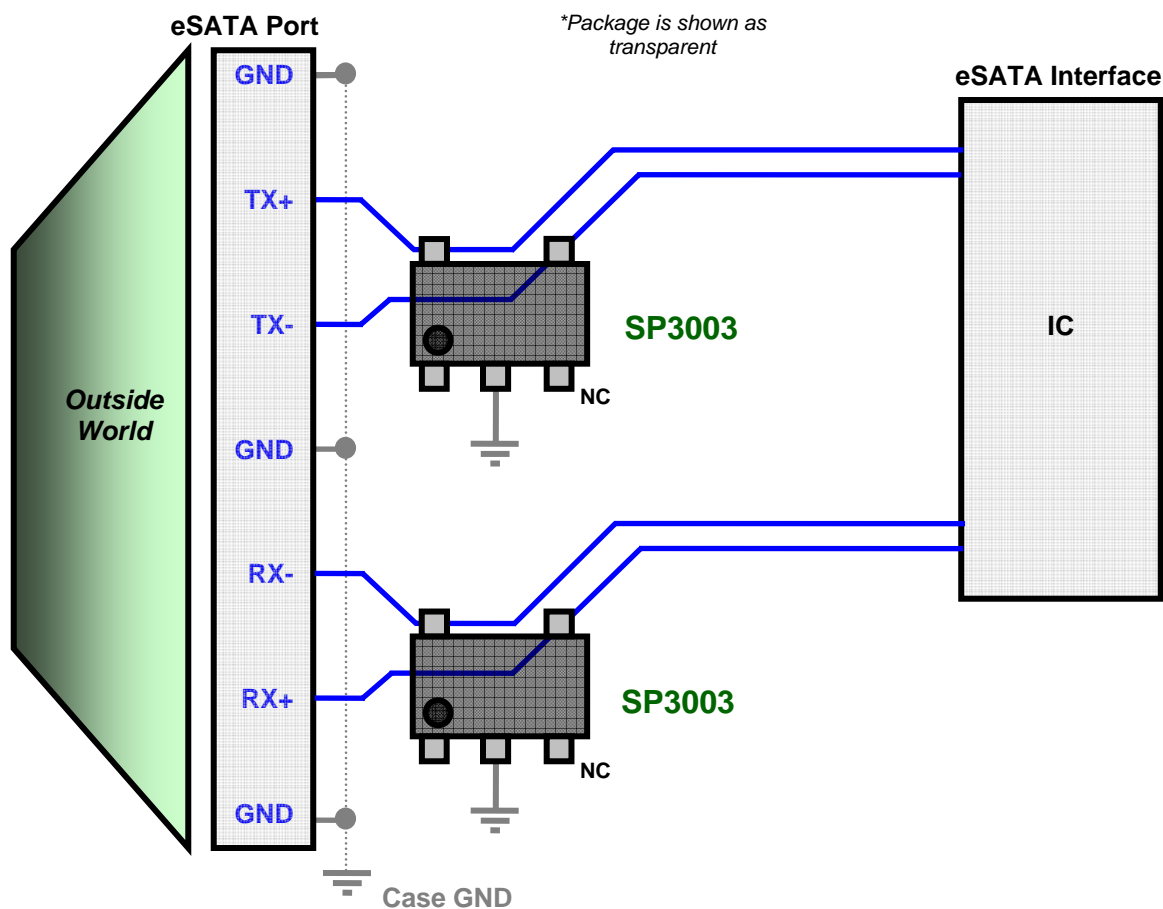 eSATA Port
*Package is shown as
transparent
eSATA Interface
GND
TX+
TX-
SP3003
NC
IC
Outside
World
GND
RX-
RX+
SP3003
NC
GND
Case GND